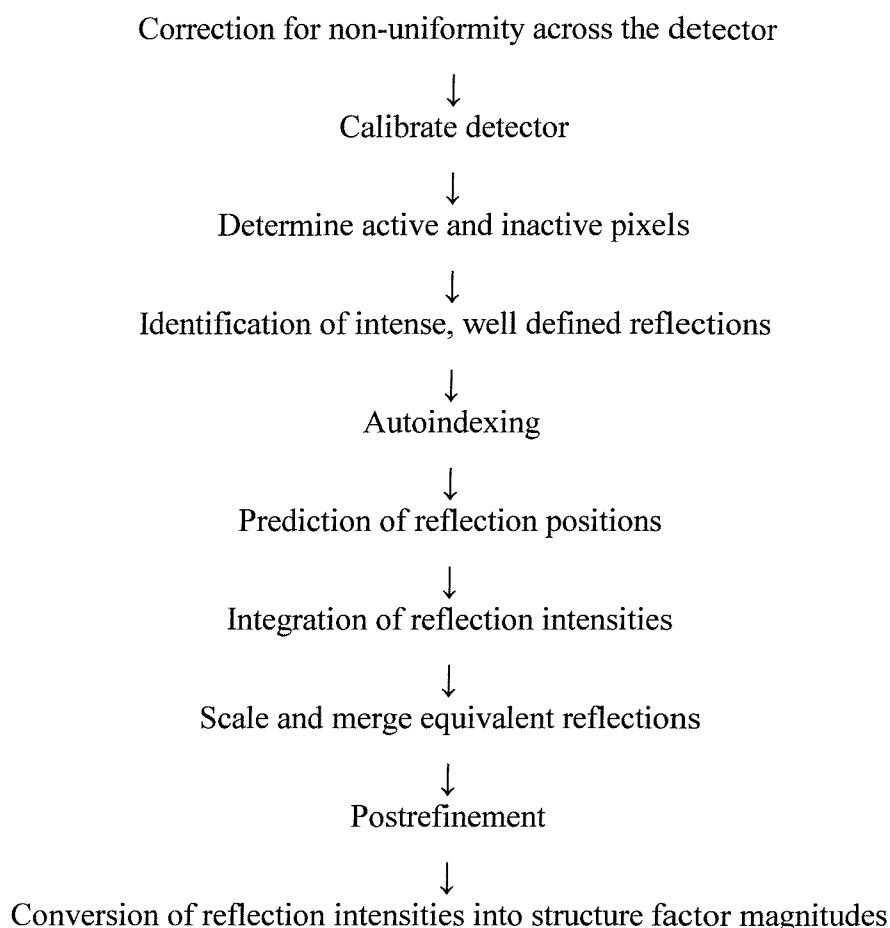 Correction for non-uniformity across the detector
↓
Calibrate detector
↓
Determine active and inactive pixels
↓
Identification of intense, well defined reflections
↓
Autoindexing
↓
Prediction of reflection positions
↓
Integration of reflection intensities
↓
Scale and merge equivalent reflections
↓
Postrefinement
↓
Conversion of reflection intensities into structure factor magnitudes